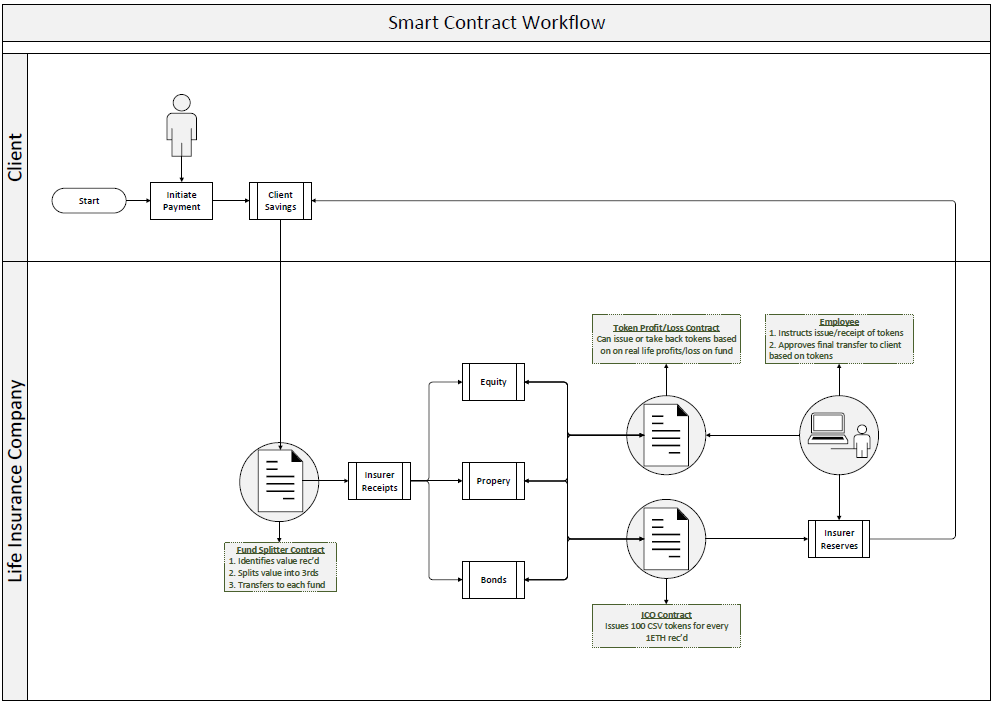 Smart Contract Workflow
Client
Start
Initiate
Payment
Client
Savings
Life Insurance Company
Token Profit/Loss Contract
Can issue or take back tokens based
on on real life profits/loss on fund
Employee
1. Instructs issue/receipt of tokens
2. Approves final transfer to client
based on tokens
Equity
Insurer
Receipts
Propery
Fund Splitter Contract
1. Identifies value rec'd
2. Splits value into 3rds
3. Transfers to each fund
Bonds
Insurer
Reserves
ICO Contract
Issues 100 CSV tokens for every
1ETH rec'd